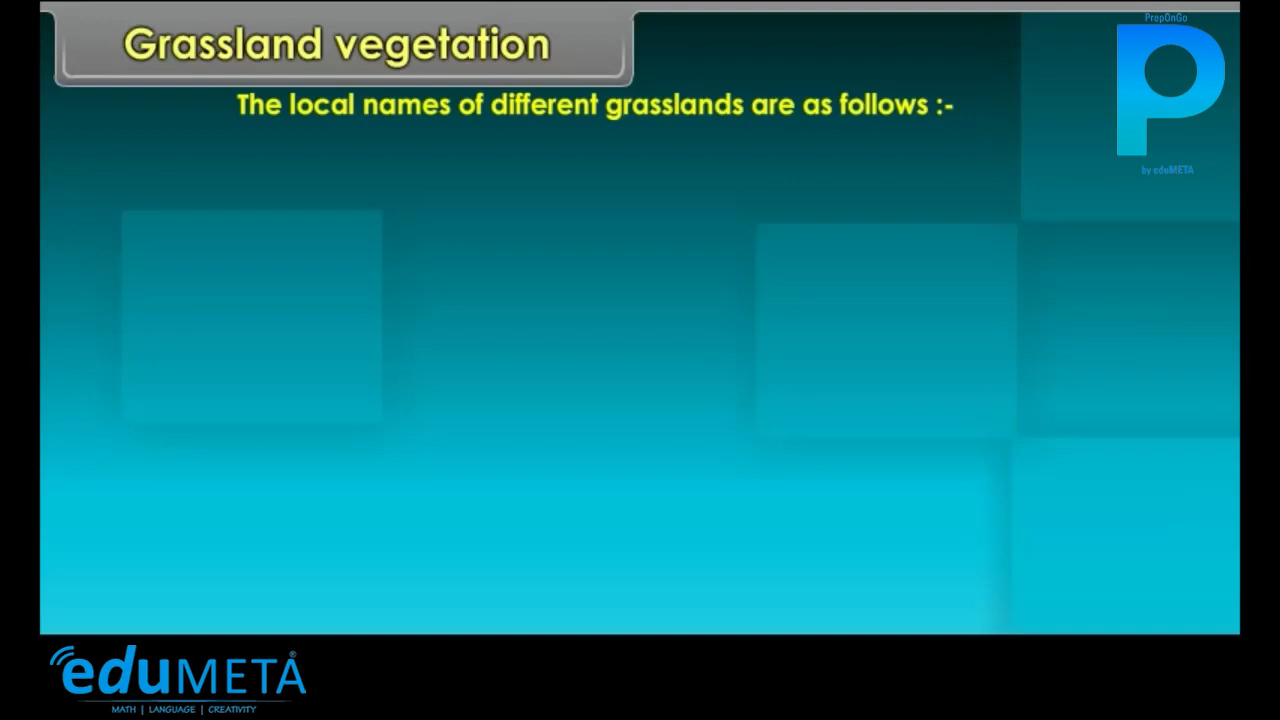 Grassland vegetation
PrepOnGo
P
The local names of different grasslands are as follows :-
by eduMETA
eduMETA®
MATH | LANGUAGE | CREATIVITY